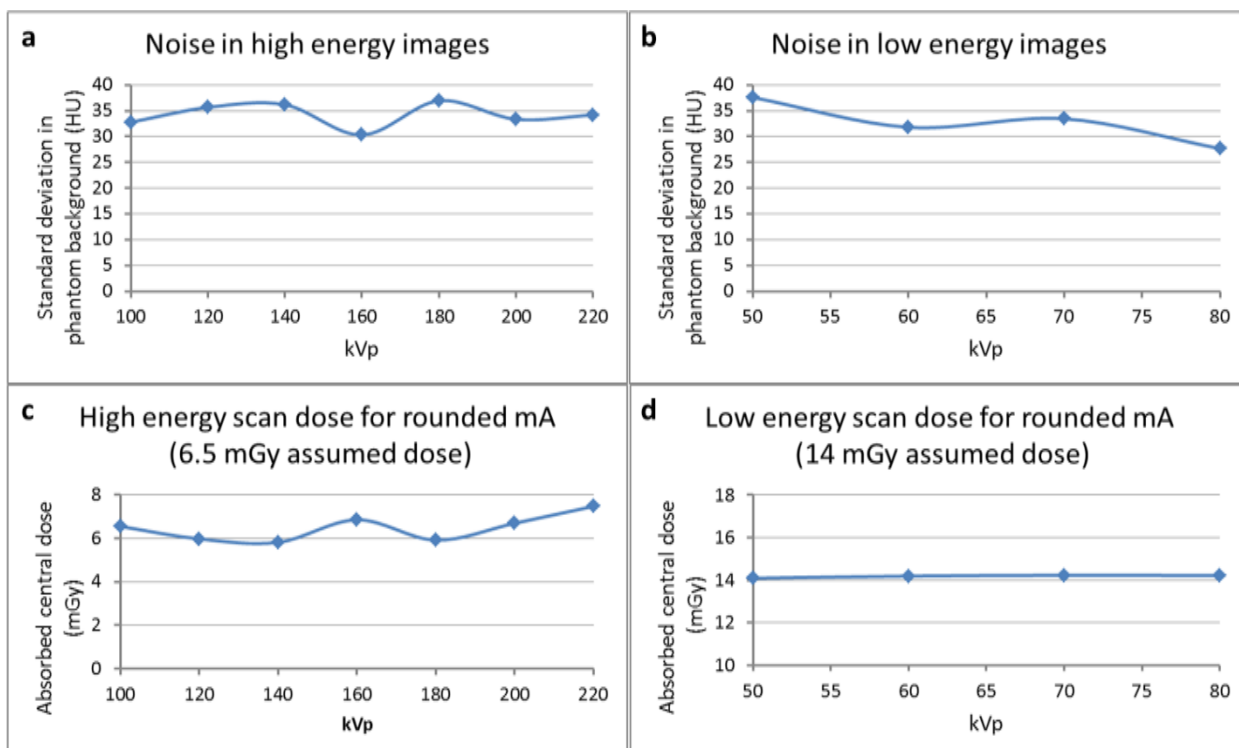 a
Noise in high energy images
Standard deviation in
phantom background (HU)
40
35
30
25
20
15
10
5
0
100 120 140 160 180 200 220
kVp
b
Noise in low energy images
Standard deviation in
phantom background (HU)
40
35
30
25
20
15
10
5
0
50 55 60 65 70 75 80
kVp
c
High energy scan dose for rounded mA
(6.5 mGy assumed dose)
Absorbed central dose
(mGy)
8
6
4
2
0
100 120 140 160 180 200 220
kVp
d
Low energy scan dose for rounded mA
(14 mGy assumed dose)
Absorbed central dose
(mGy)
18
16
14
12
10
50 55 60 65 70 75 80
kVp